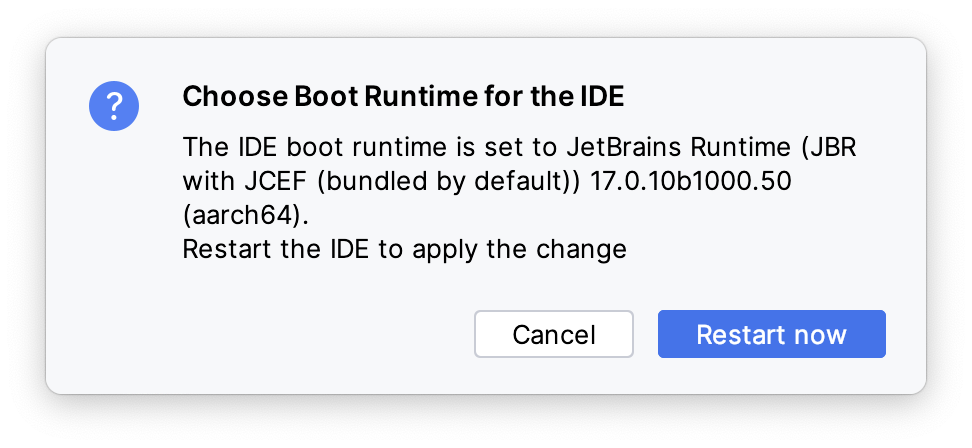 ?
Choose Boot Runtime for the IDE
The IDE boot runtime is set to JetBrains Runtime (JBR
with JCEF (bundled by default)) 17.0.10b1000.50
(aarch64).
Restart the IDE to apply the change
Cancel
Restart now